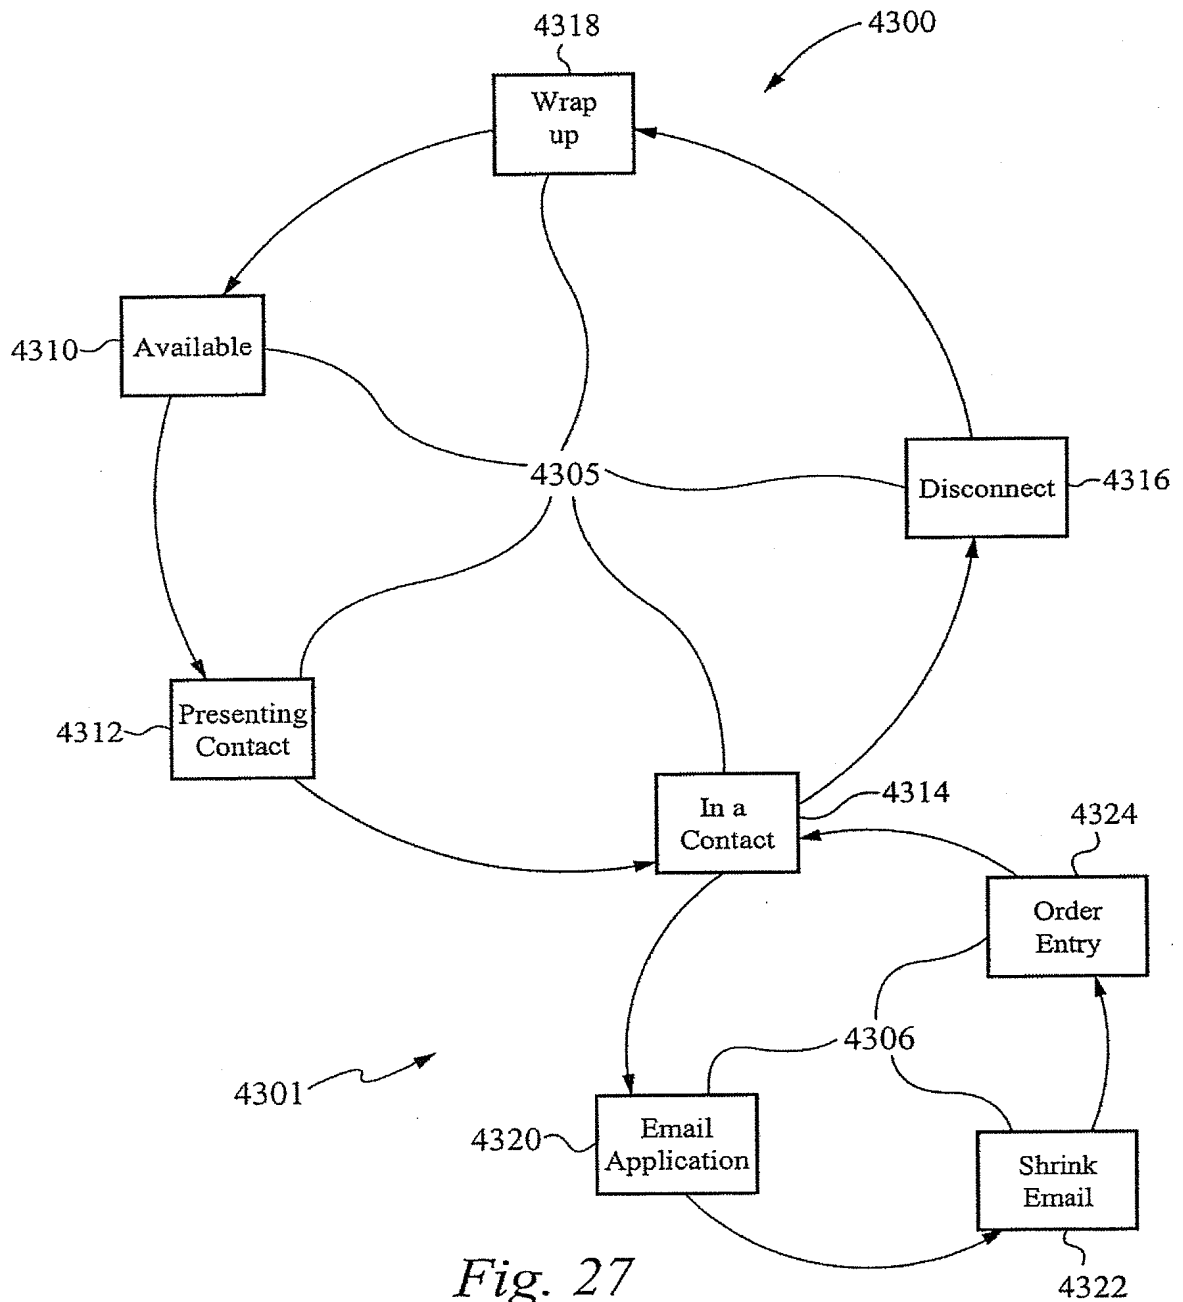 4318
4300
Wrap
up
4310
Available
4305
Disconnect
4316
4312
Presenting
Contact
In a
Contact
4314
4324
Order
Entry
4306
4301
4320
Email
Application
Shrink
Email
4322
Fig. 27